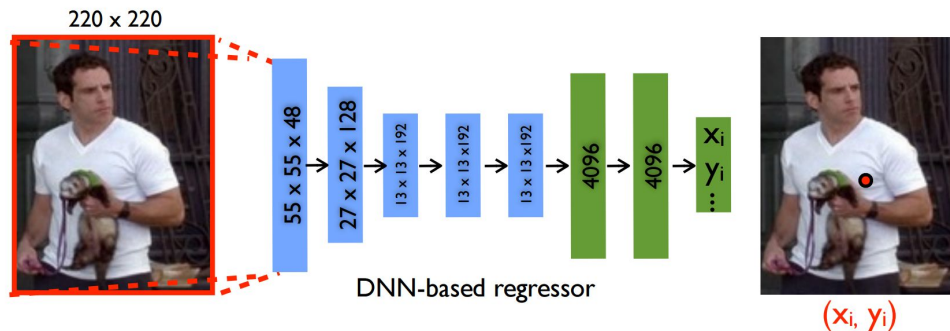 220 x 220
55 x 55 x 48
27 x 27 x 128
13 x 13 x 192
13 x 13 x 192
13 x 13 x192
4096
4096
xi
yi
...
DNN-based regressor
(xi, yi)